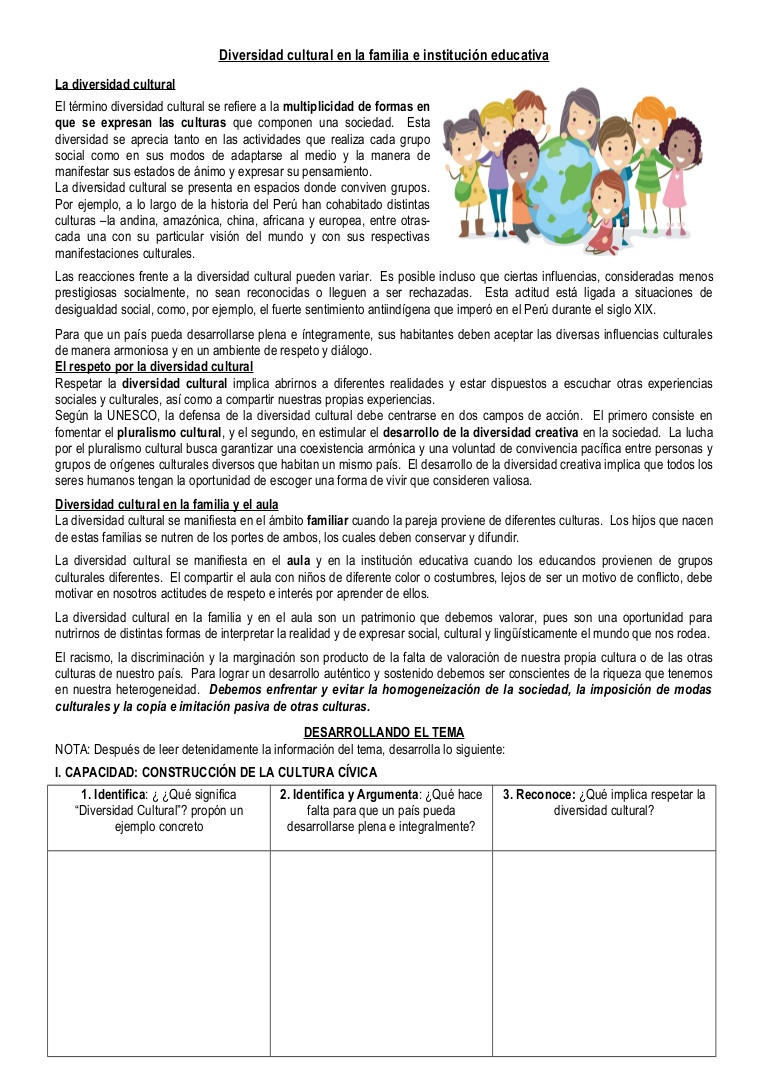 Diversidad cultural en la familia e institución educativa
La diversidad cultural
El término diversidad cultural se refiere a la multiplicidad de formas en
que se expresan las culturas que componen una sociedad. Esta
diversidad se aprecia tanto en las actividades que realiza cada grupo
social como en sus modos de adaptarse al medio y la manera de
manifestar sus estados de ánimo y expresar su pensamiento.
La diversidad cultural se presenta en espacios donde conviven grupos.
Por ejemplo, a lo largo de la historia del Perú han cohabitado distintas
culturas –la andina, amazónica, china, africana y europea, entre otras-
cada una con su particular visión del mundo y con sus respectivas
manifestaciones culturales.
Las reacciones frente a la diversidad cultural pueden variar. Es posible incluso que ciertas influencias, consideradas menos
prestigiosas socialmente, no sean reconocidas o lleguen a ser rechazadas. Esta actitud está ligada a situaciones de
desigualdad social, como, por ejemplo, el fuerte sentimiento antiindígena que imperó en el Perú durante el siglo XIX.
Para que un país pueda desarrollarse plena e íntegramente, sus habitantes deben aceptar las diversas influencias culturales
de manera armoniosa y en un ambiente de respeto y diálogo.
El respeto por la diversidad cultural
Respetar la diversidad cultural implica abrirnos a diferentes realidades y estar dispuestos a escuchar otras experiencias
sociales y culturales, así como a compartir nuestras propias experiencias.
Según la UNESCO, la defensa de la diversidad cultural debe centrarse en dos campos de acción. El primero consiste en
fomentar el pluralismo cultural, y el segundo, en estimular el desarrollo de la diversidad creativa en la sociedad. La lucha
por el pluralismo cultural busca garantizar una coexistencia armónica y una voluntad de convivencia pacífica entre personas y
grupos de orígenes culturales diversos que habitan un mismo país. El desarrollo de la diversidad creativa implica que todos los
seres humanos tengan la oportunidad de escoger una forma de vivir que consideren valiosa.
Diversidad cultural en la familia y el aula
La diversidad cultural se manifiesta en el ámbito familiar cuando la pareja proviene de diferentes culturas. Los hijos que nacen
de estas familias se nutren de los portes de ambos, los cuales deben conservar y difundir.
La diversidad cultural se manifiesta en el aula y en la institución educativa cuando los educandos provienen de grupos
culturales diferentes. El compartir el aula con niños de diferente color o costumbres, lejos de ser un motivo de conflicto, debe
motivar en nosotros actitudes de respeto e interés por aprender de ellos.
La diversidad cultural en la familia y en el aula son un patrimonio que debemos valorar, pues son una oportunidad para
nutrirnos de distintas formas de interpretar la realidad y de expresar social, cultural y lingüísticamente el mundo que nos rodea.
El racismo, la discriminación y la marginación son producto de la falta de valoración de nuestra propia cultura o de las otras
culturas de nuestro país. Para lograr un desarrollo auténtico y sostenido debemos ser conscientes de la riqueza que tenemos
en nuestra heterogeneidad. Debemos enfrentar y evitar la homogeneización de la sociedad, la imposición de modas
culturales y la copia e imitación pasiva de otras culturas.
DESARROLLANDO EL TEMA
NOTA: Después de leer detenidamente la información del tema, desarrolla lo siguiente:
I. CAPACIDAD: CONSTRUCCIÓN DE LA CULTURA CÍVICA
1. Identifica: ¿ ¿Qué significa
“Diversidad Cultural”? propón un
ejemplo concreto
2. Identifica y Argumenta: ¿Qué hace
falta para que un país pueda
desarrollarse plena e integralmente?
3. Reconoce: ¿Qué implica respetar la
diversidad cultural?